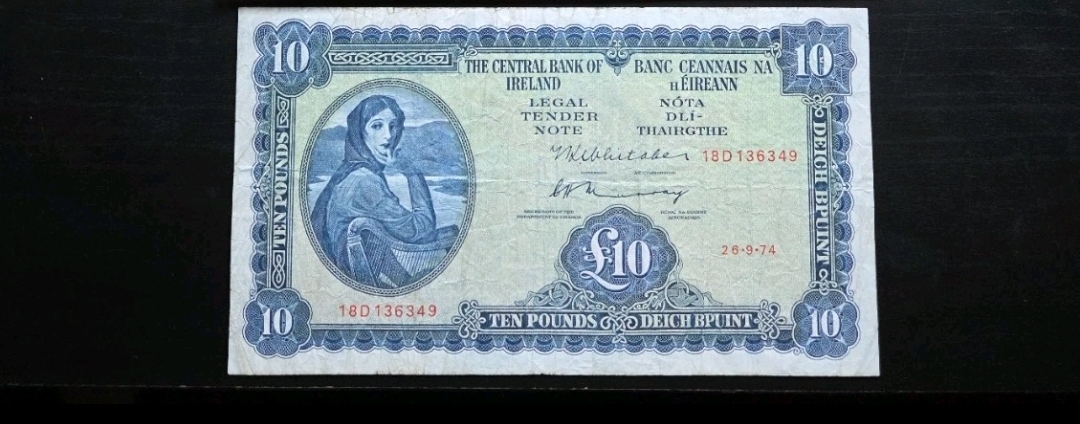 10
10
THE CENTRAL BANK OF
IRELAND
BANC CEANNAIS NA
hÉIREANN
LEGAL
TENDER
NOTE
NÓTA
DLÍ-
THAIRGTHE
TEN POUNDS
DEICH BPUINT
18D136349
£10
26·9·74
18D136349
10
TEN POUNDS
DEICH BPUINT
10